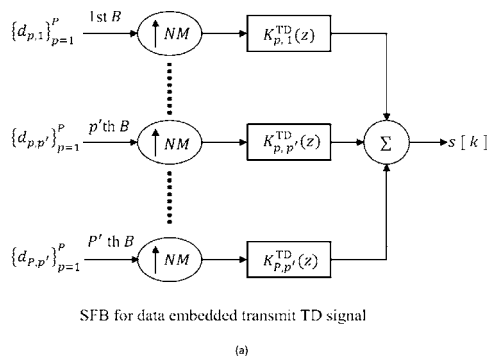 {d_{p,1}}_{p=1}^{P} 1st B ↑ NM K_{p,1}^{TD}(z)
{d_{p,p'}}_{p=1}^{P} p'th B ↑ NM K_{p,p'}^{TD}(z) Σ s [ k ]
{d_{P,p'}}_{p=1}^{P} P' th B ↑ NM K_{P,p'}^{TD}(z)
SFB for data embedded transmit TD signal
(a)